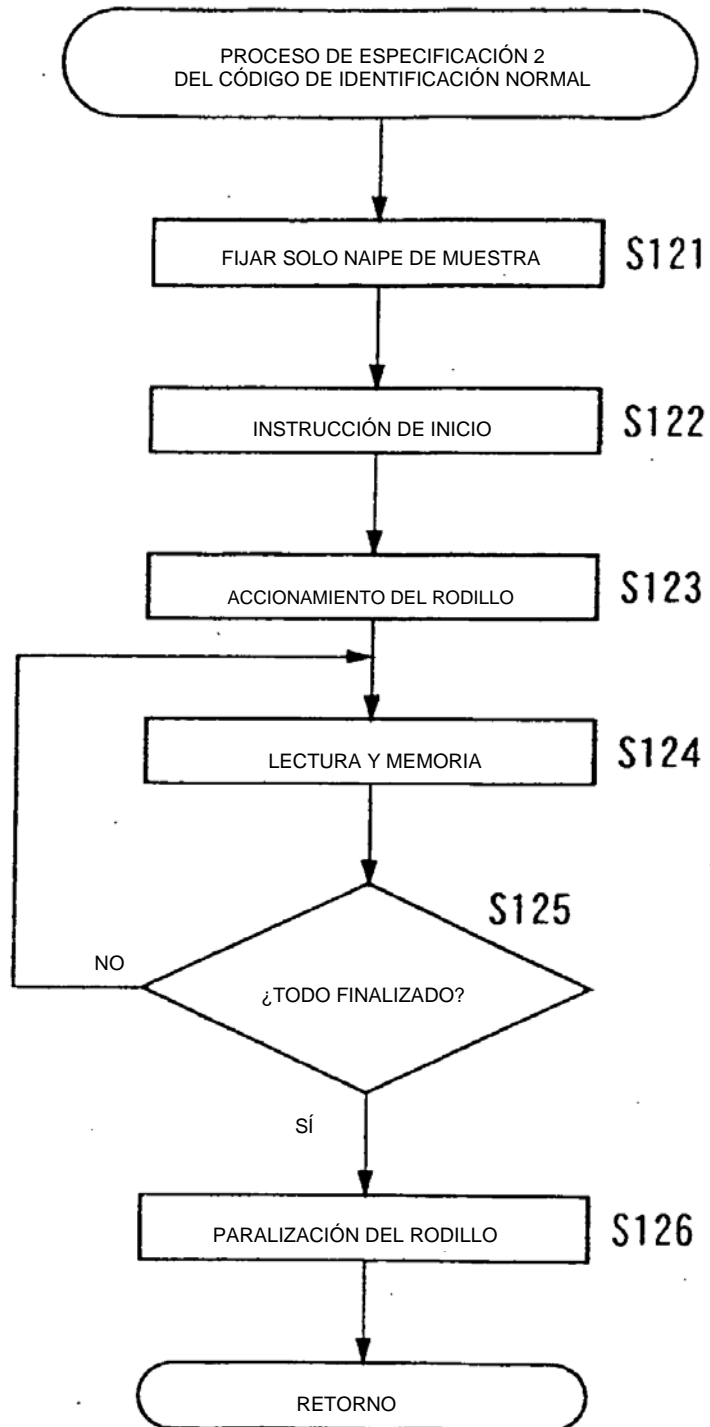 PROCESO DE ESPECIFICACIÓN 2
DEL CÓDIGO DE IDENTIFICACIÓN NORMAL
FIJAR SOLO NAIPE DE MUESTRA
S121
INSTRUCCIÓN DE INICIO
S122
ACCIONAMIENTO DEL RODILLO
S123
LECTURA Y MEMORIA
S124
S125
NO
¿TODO FINALIZADO?
SÍ
PARALIZACIÓN DEL RODILLO
S126
RETORNO